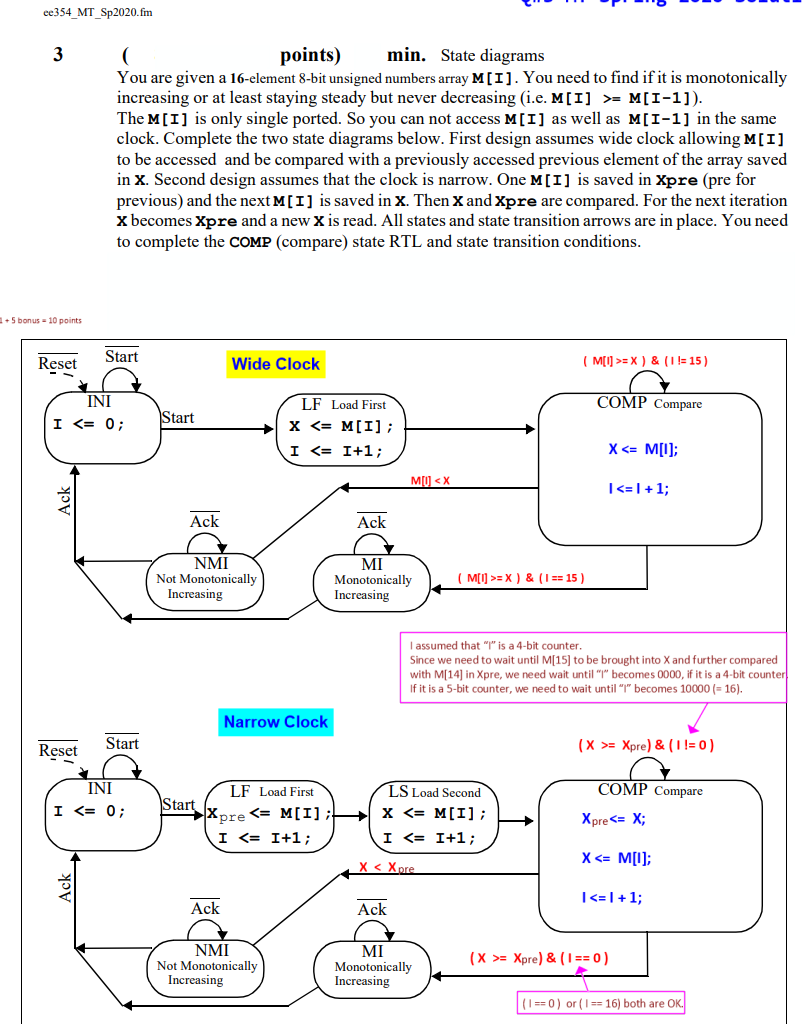 ee354_MT_Sp2020.fm
3 ( points) min. State diagrams
You are given a 16-element 8-bit unsigned numbers array M[I]. You need to find if it is monotonically
increasing or at least staying steady but never decreasing (i.e. M[I] >= M[I-1]).
The M[I] is only single ported. So you can not access M[I] as well as M[I-1] in the same
clock. Complete the two state diagrams below. First design assumes wide clock allowing M[I]
to be accessed and be compared with a previously accessed previous element of the array saved
in X. Second design assumes that the clock is narrow. One M[I] is saved in Xpre (pre for
previous) and the next M[I] is saved in X. Then X and Xpre are compared. For the next iteration
X becomes Xpre and a new X is read. All states and state transition arrows are in place. You need
to complete the COMP (compare) state RTL and state transition conditions.
1 + 5 bonus = 10 points
Reset
Start
Wide Clock
( M[I] >= X ) & ( I != 15 )
INI
I <= 0;
Start
LF Load First
X <= M[I];
I <= I+1;
COMP Compare
X <= M[I];
I <= I + 1;
M[I] < X
Ack
Ack
Ack
NMI
Not Monotonically
Increasing
MI
Monotonically
Increasing
( M[I] >= X ) & ( I == 15 )
I assumed that "I" is a 4-bit counter.
Since we need to wait until M[15] to be brought into X and further compared
with M[14] in Xpre, we need wait until "I" becomes 0000, if it is a 4-bit counter
If it is a 5-bit counter, we need to wait until "I" becomes 10000 (= 16).
Narrow Clock
Reset
Start
( X >= Xpre) & ( I != 0 )
INI
I <= 0;
Start
LF Load First
Xpre <= M[I];
I <= I+1;
LS Load Second
X <= M[I];
I <= I+1;
COMP Compare
Xpre <= X;
X <= M[I];
I <= I + 1;
X < Xpre
Ack
Ack
Ack
NMI
Not Monotonically
Increasing
MI
Monotonically
Increasing
( X >= Xpre) & ( I == 0 )
( I == 0 ) or ( I == 16) both are OK.